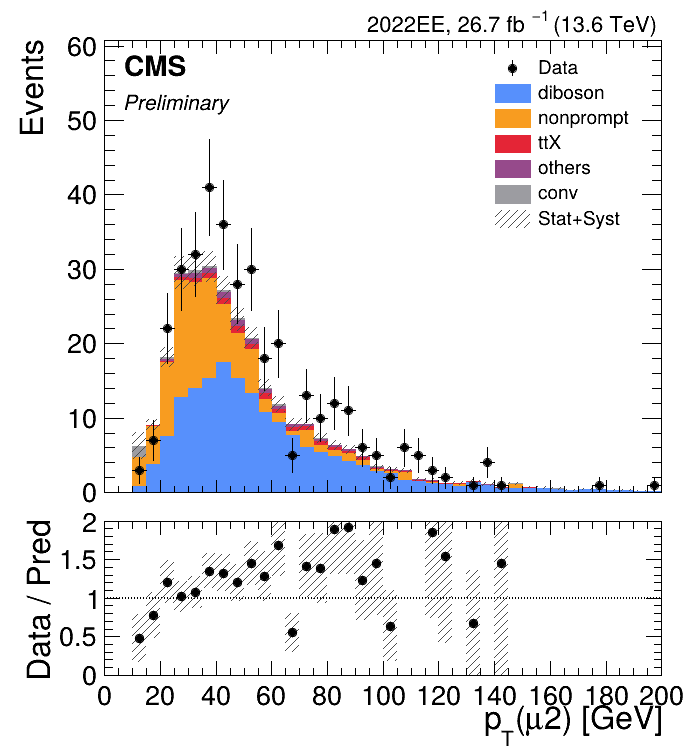 2022EE, 26.7 fb⁻¹ (13.6 TeV)
CMS
Preliminary
Events
60
50
40
30
20
10
0
Data
diboson
nonprompt
ttX
others
conv
Stat+Syst
Data / Pred
2
1.5
1
0.5
0
0 20 40 60 80 100 120 140 160 180 200
p_T(μ2) [GeV]